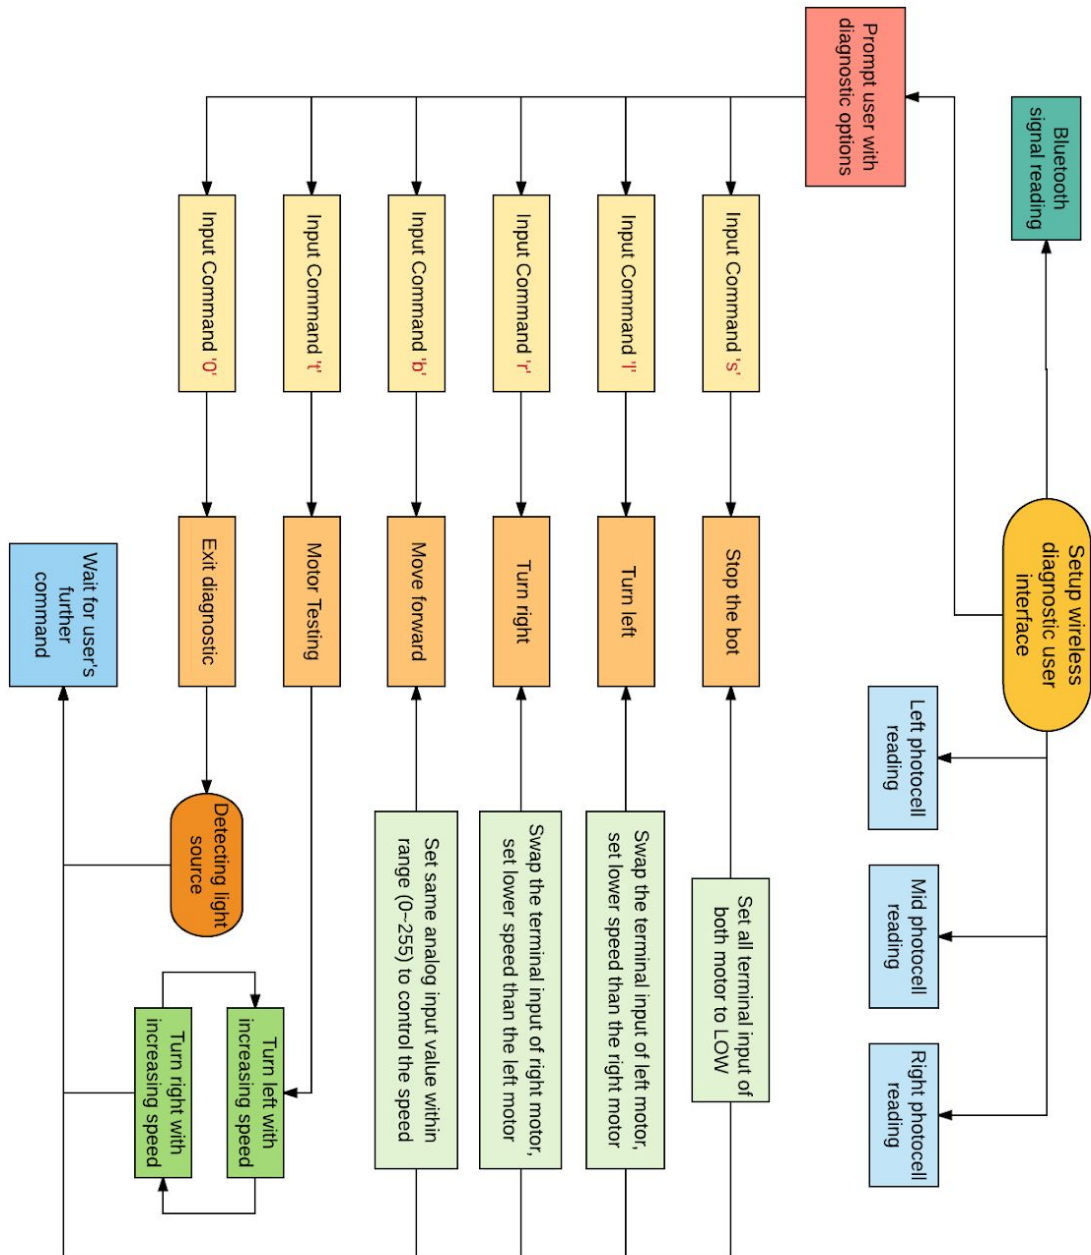 Setup wireless
diagnostic user
interface
Bluetooth
signal reading
Left photocell
reading
Mid photocell
reading
Right photocell
reading
Prompt user with
diagnostic options
Input Command 's'
Stop the bot
Set all terminal input of
both motor to LOW
Input Command 'l'
Turn left
Swap the terminal input of left motor,
set lower speed than the right motor
Input Command 'r'
Turn right
Swap the terminal input of right motor,
set lower speed than the left motor
Input Command 'b'
Move forward
Set same analog input value within
range (0~255) to control the speed
Input Command 't'
Motor Testing
Turn left with
increasing speed
Turn right with
increasing speed
Input Command '0'
Exit diagnostic
Detecting light
source
Wait for user's
further
command